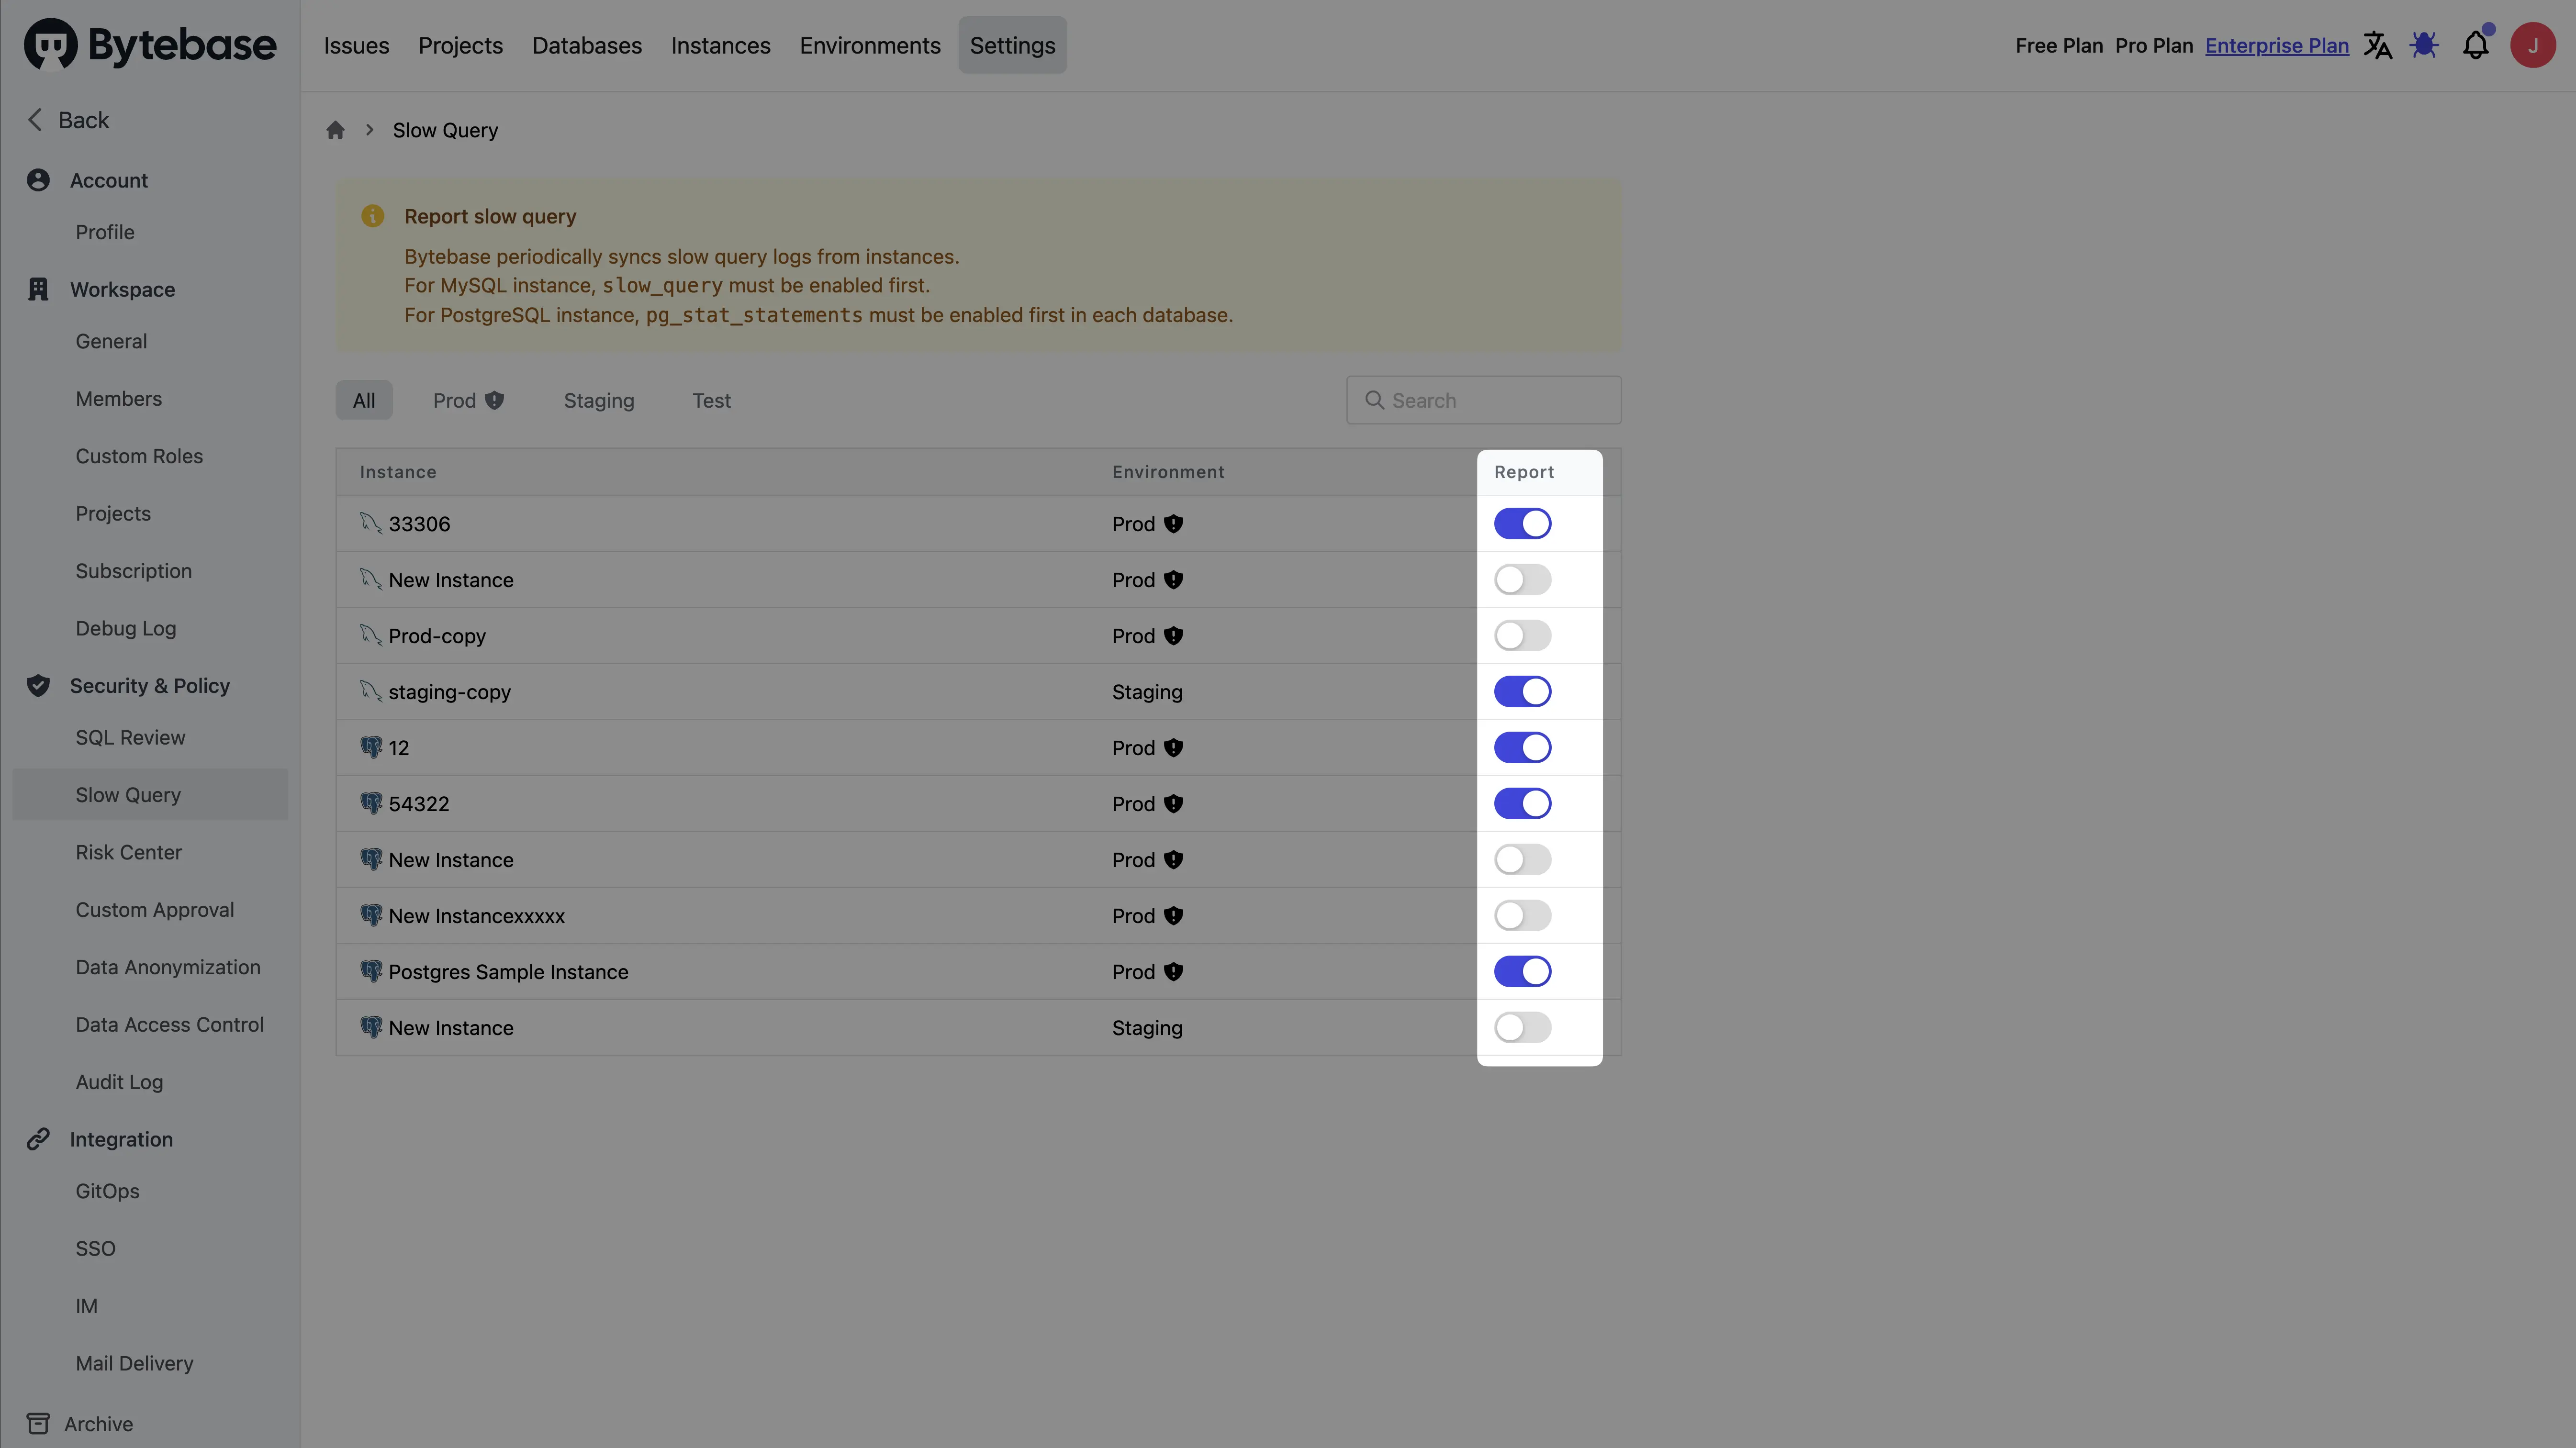 Bytebase
Issues Projects Databases Instances Environments Settings
Free Plan Pro Plan Enterprise Plan J
Back
Account
Profile
Workspace
General
Members
Custom Roles
Projects
Subscription
Debug Log
Security & Policy
SQL Review
Slow Query
Risk Center
Custom Approval
Data Anonymization
Data Access Control
Audit Log
Integration
GitOps
SSO
IM
Mail Delivery
Archive
Slow Query
Report slow query
Bytebase periodically syncs slow query logs from instances.
For MySQL instance, slow_query must be enabled first.
For PostgreSQL instance, pg_stat_statements must be enabled first in each database.
All Prod Staging Test Search
Instance Environment Report
33306 Prod
New Instance Prod
Prod-copy Prod
staging-copy Staging
12 Prod
54322 Prod
New Instance Prod
New Instancexxxxx Prod
Postgres Sample Instance Prod
New Instance Staging